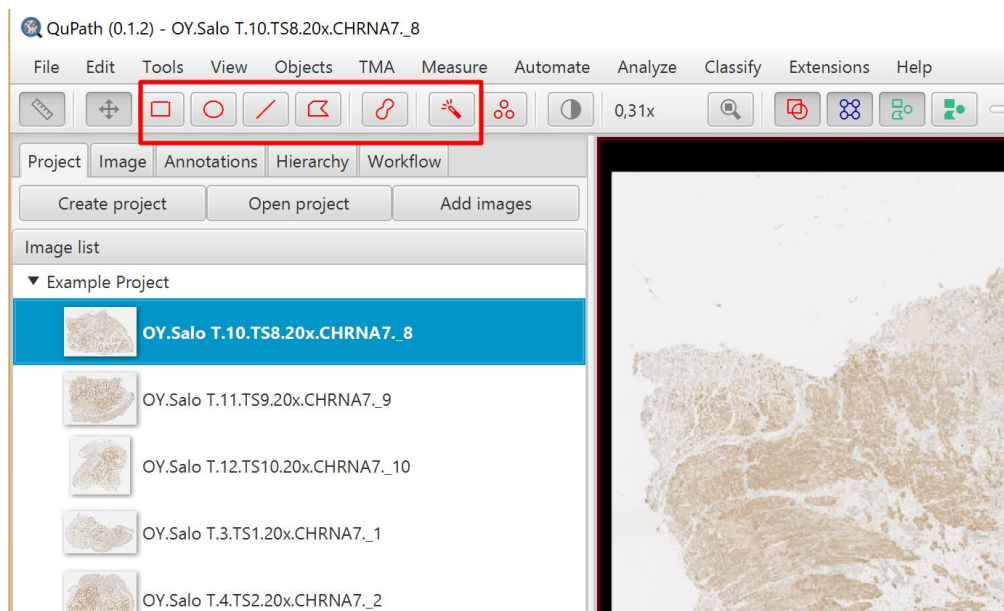 QuPath (0.1.2) - OY.Salo T.10.TS8.20x.CHRNA7._8
File Edit Tools View Objects TMA Measure Automate Analyze Classify Extensions Help
0,31x
Project Image Annotations Hierarchy Workflow
Create project Open project Add images
Image list
Example Project
OY.Salo T.10.TS8.20x.CHRNA7._8
OY.Salo T.11.TS9.20x.CHRNA7._9
OY.Salo T.12.TS10.20x.CHRNA7._10
OY.Salo T.3.TS1.20x.CHRNA7._1
OY.Salo T.4.TS2.20x.CHRNA7._2